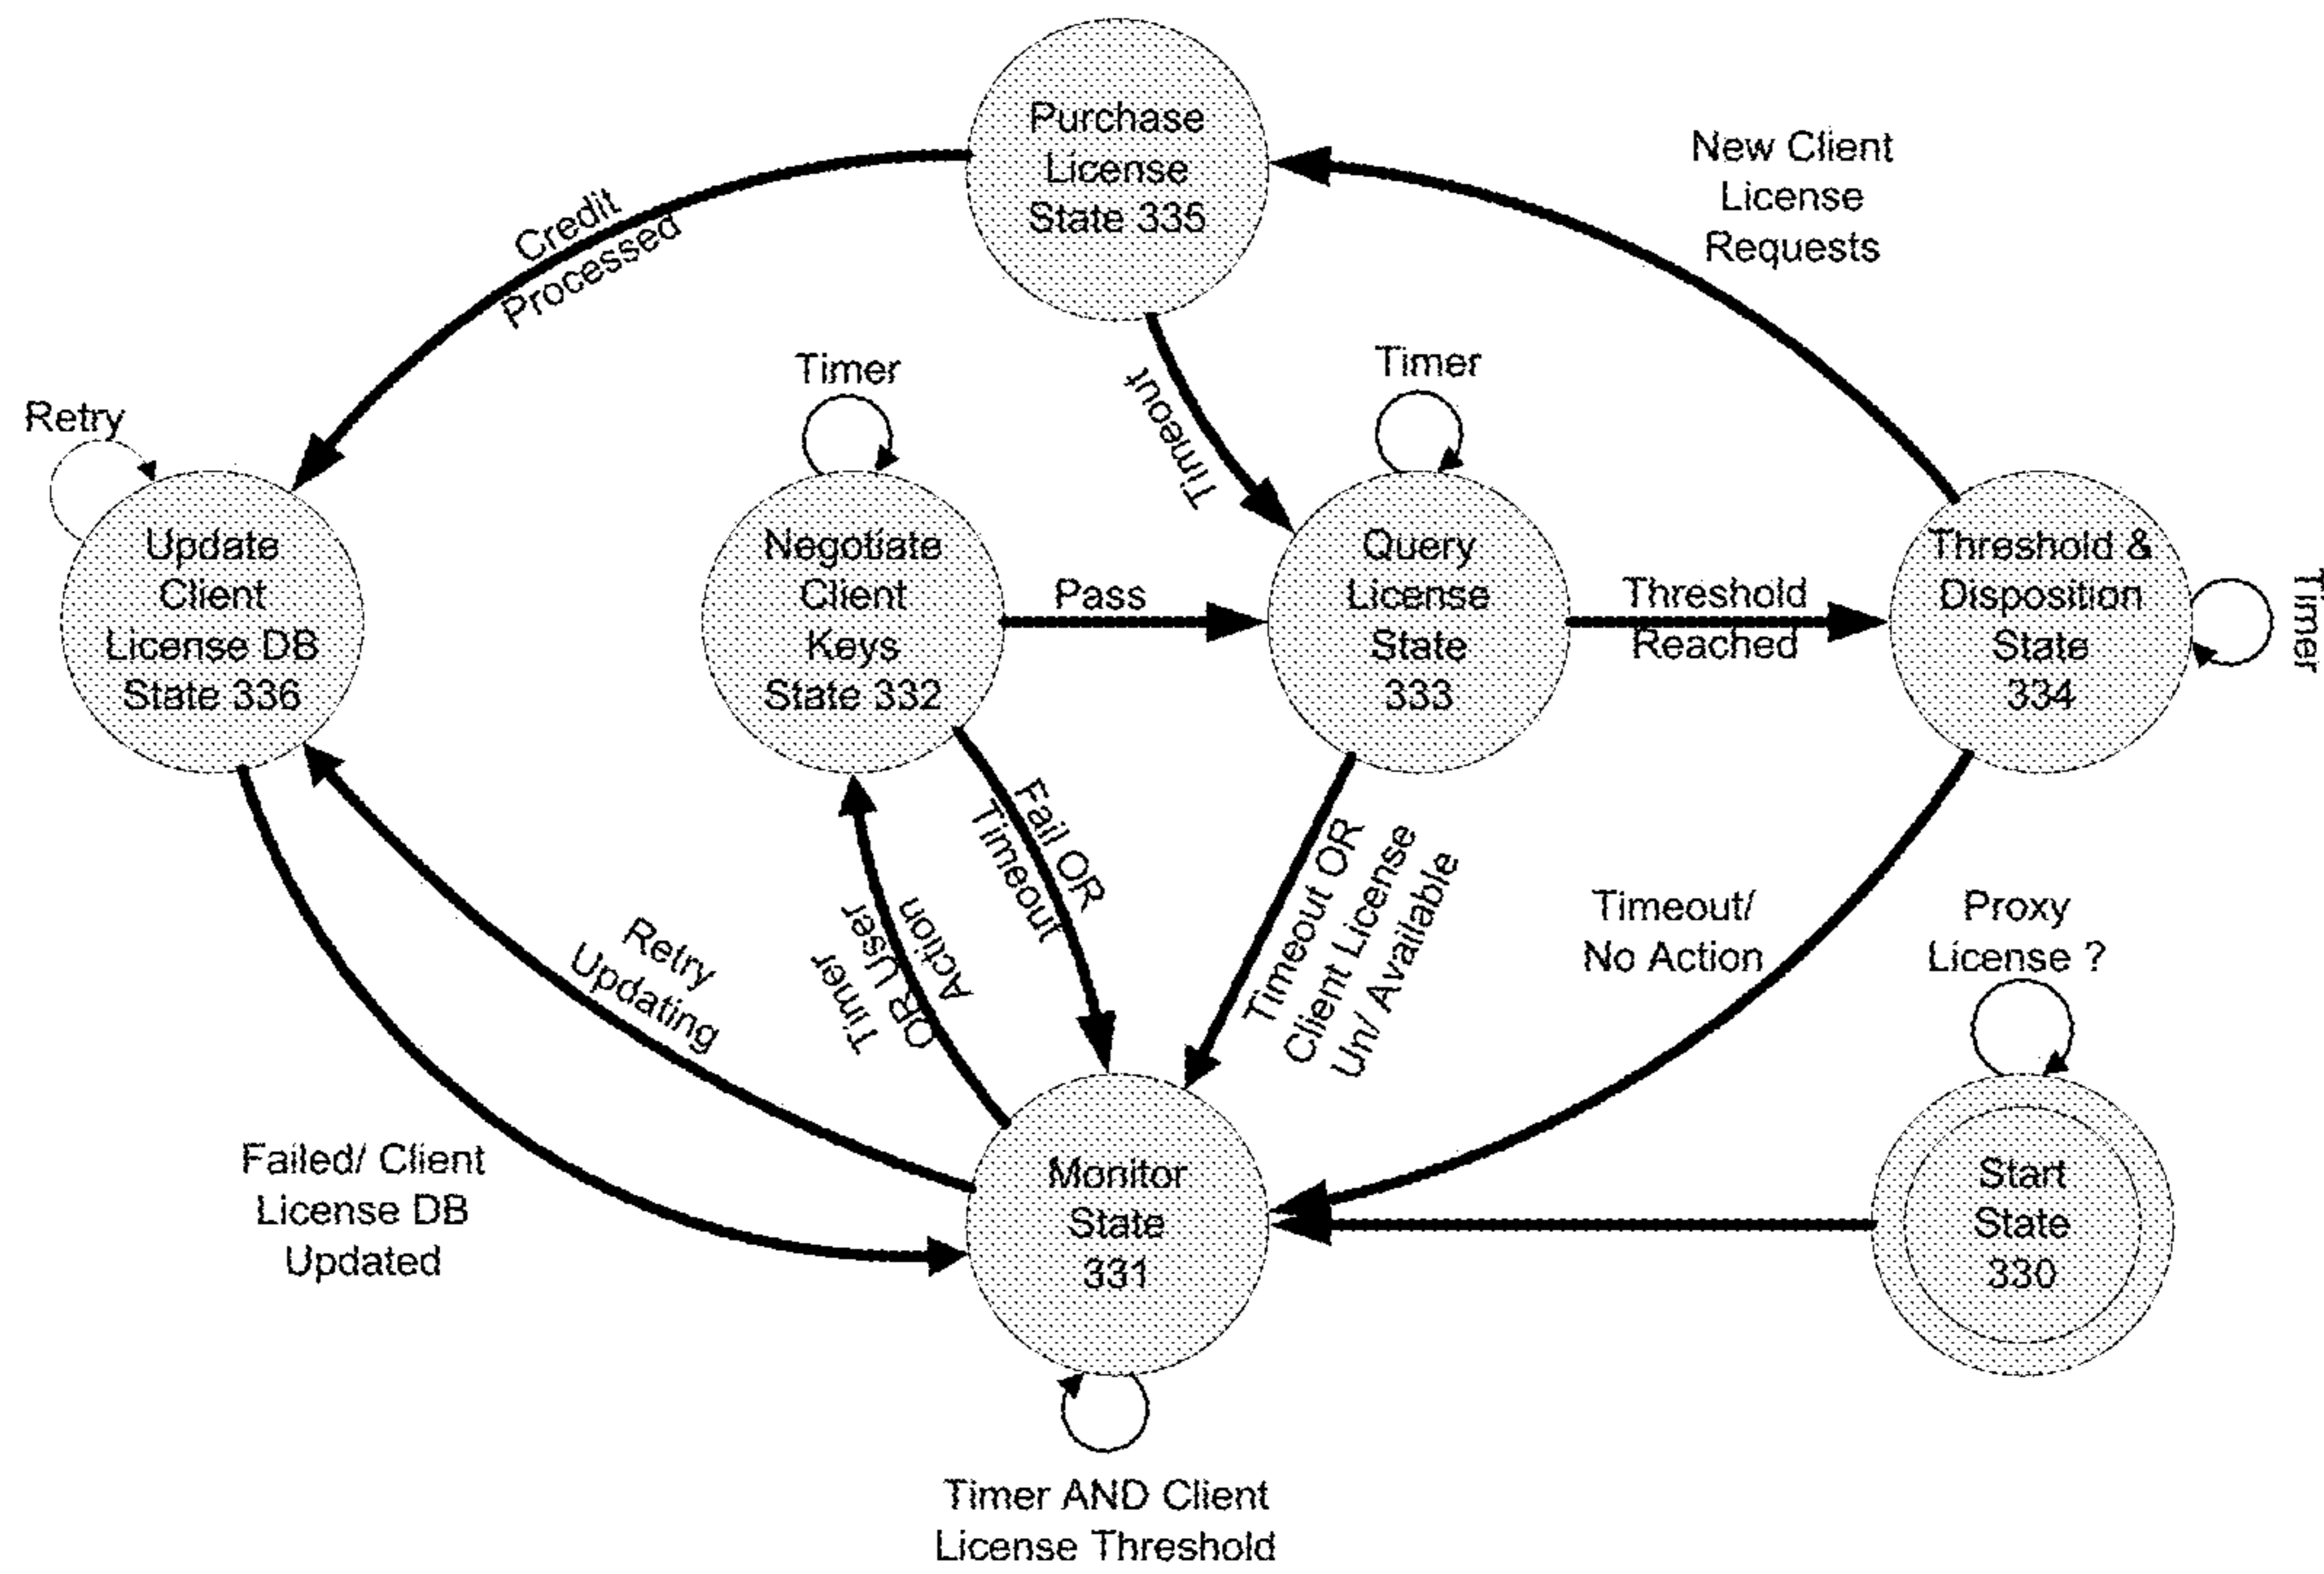 Purchase
License
State 335
New Client
License
Requests
Credit
Processed
Timeout
Timer
Timer
Retry
Update
Client
License DB
State 336
Negotiate
Client
Keys
State 332
Pass
Query
License
State
333
Threshold
Reached
Threshold &
Disposition
State
334
Timer
Fail OR
Timeout
Timer
OR User
Action
Timeout OR
Client License
Un/ Available
Timeout/
No Action
Proxy
License ?
Retry
Updating
Failed/ Client
License DB
Updated
Monitor
State
331
Start
State
330
Timer AND Client
License Threshold